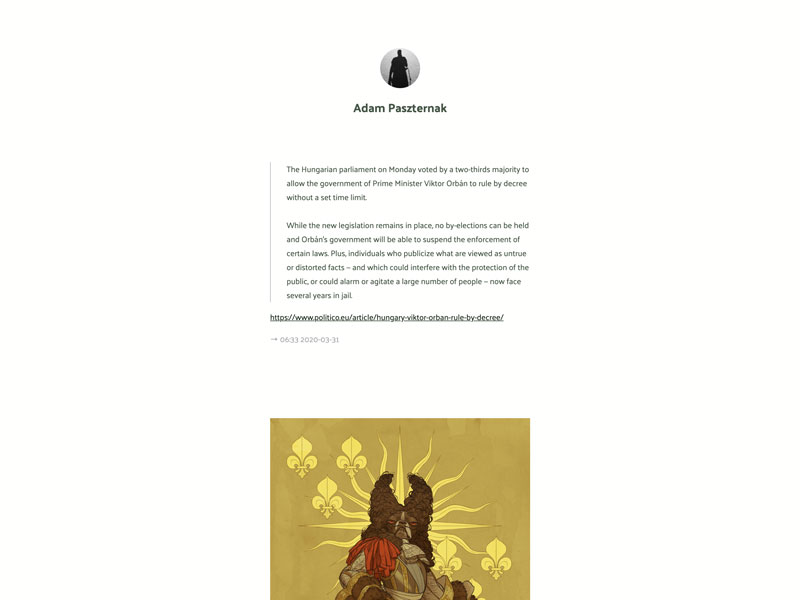 Adam Paszternak
The Hungarian parliament on Monday voted by a two-thirds majority to
allow the government of Prime Minister Viktor Orbán to rule by decree
without a set time limit.
While the new legislation remains in place, no by-elections can be held
and Orbán's government will be able to suspend the enforcement of
certain laws. Plus, individuals who publicize what are viewed as untrue
or distorted facts – and which could interfere with the protection of the
public, or could alarm or agitate a large number of people – now face
several years in jail.
https://www.politico.eu/article/hungary-viktor-orban-rule-by-decree/
→ 06:33 2020-03-31